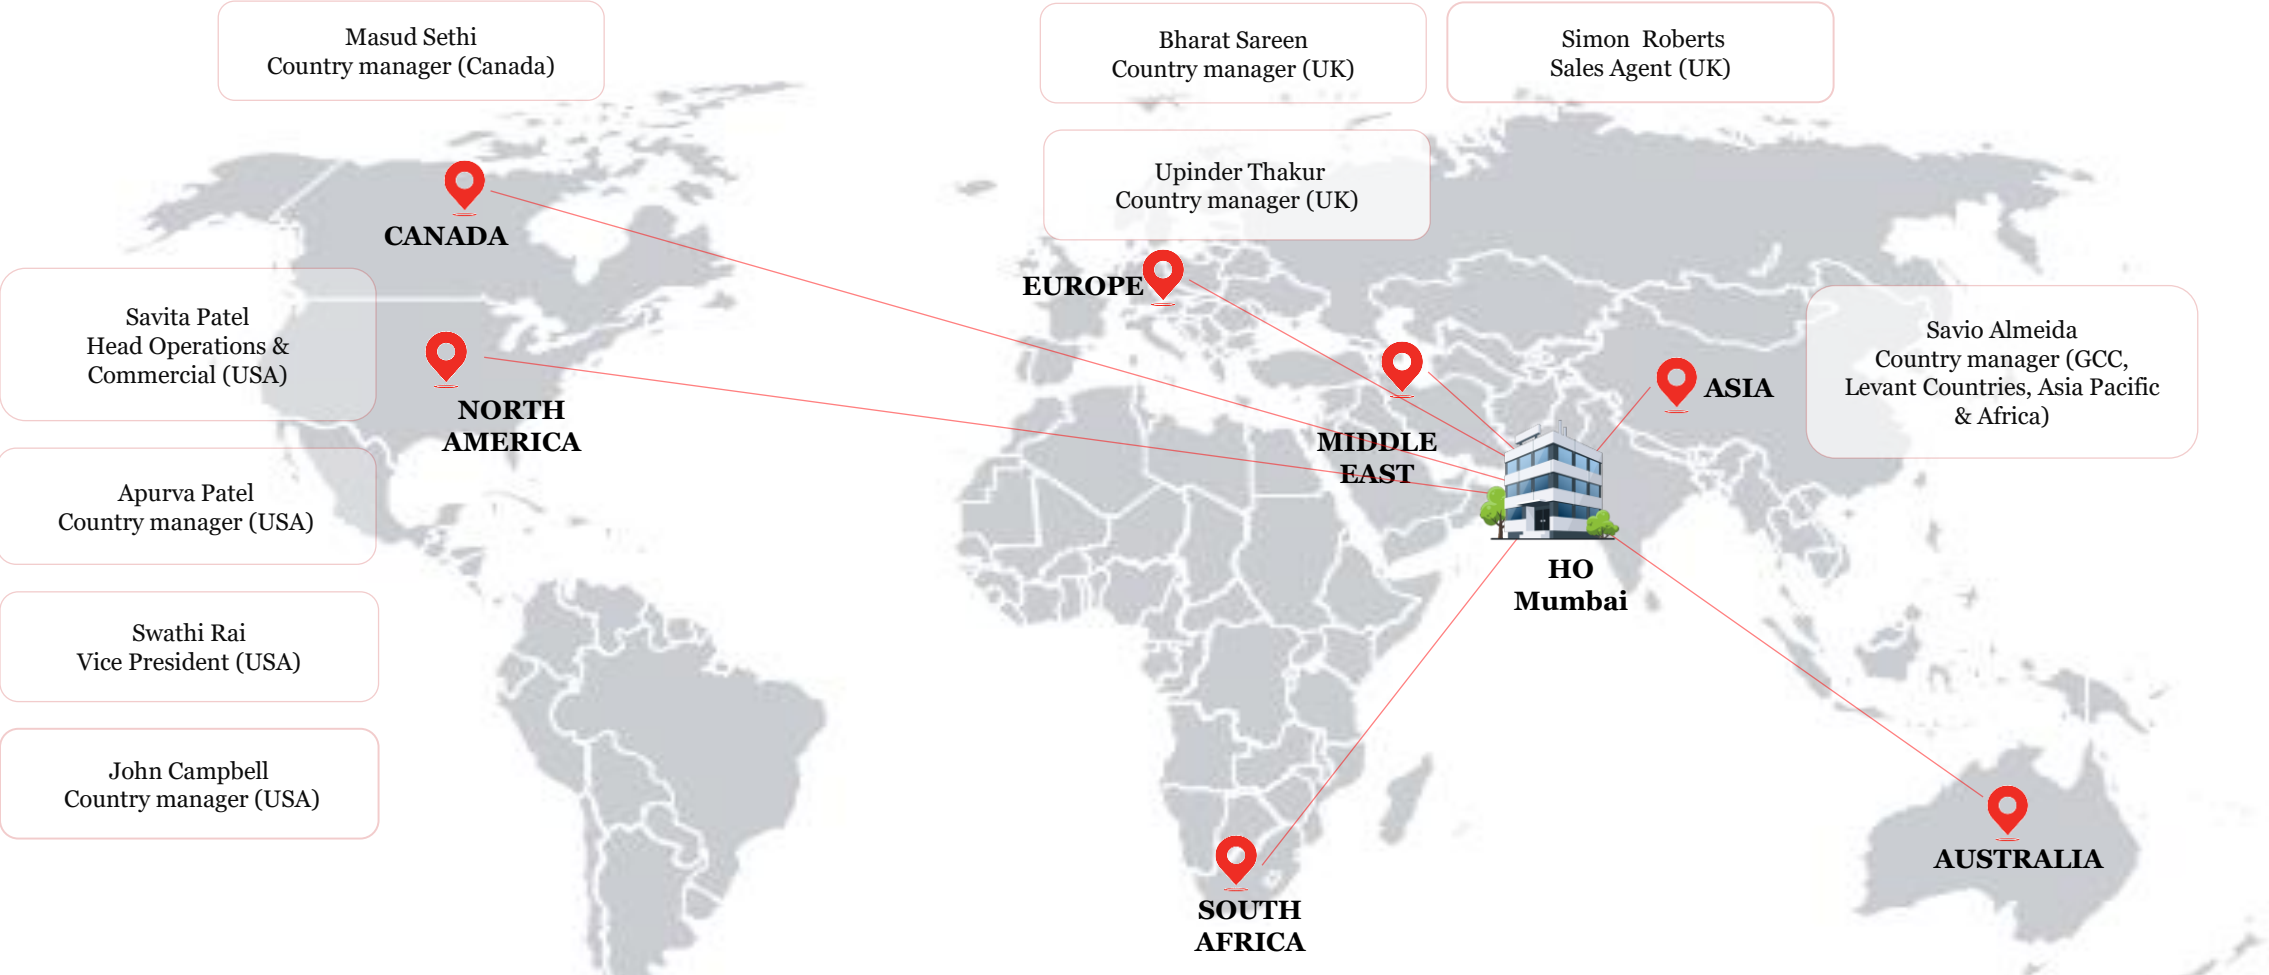 Masud Sethi
Country manager (Canada)
Bharat Sareen
Country manager (UK)
Simon  Roberts
Sales Agent (UK)
Upinder Thakur
Country manager (UK)
CANADA
EUROPE
Savita Patel
Head Operations &
Commercial (USA)
Savio Almeida
Country manager (GCC,
Levant Countries, Asia Pacific
& Africa)
ASIA
NORTH
AMERICA
MIDDLE
EAST
Apurva Patel
Country manager (USA)
HO
Mumbai
Swathi Rai
Vice President (USA)
John Campbell
Country manager (USA)
AUSTRALIA
SOUTH
AFRICA